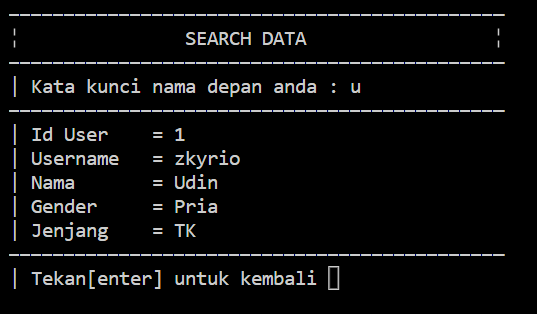 SEARCH DATA
| Kata kunci nama depan anda : u
| Id User    = 1
| Username   = zkyrio
| Nama       = Udin
| Gender     = Pria
| Jenjang    = TK
| Tekan[enter] untuk kembali